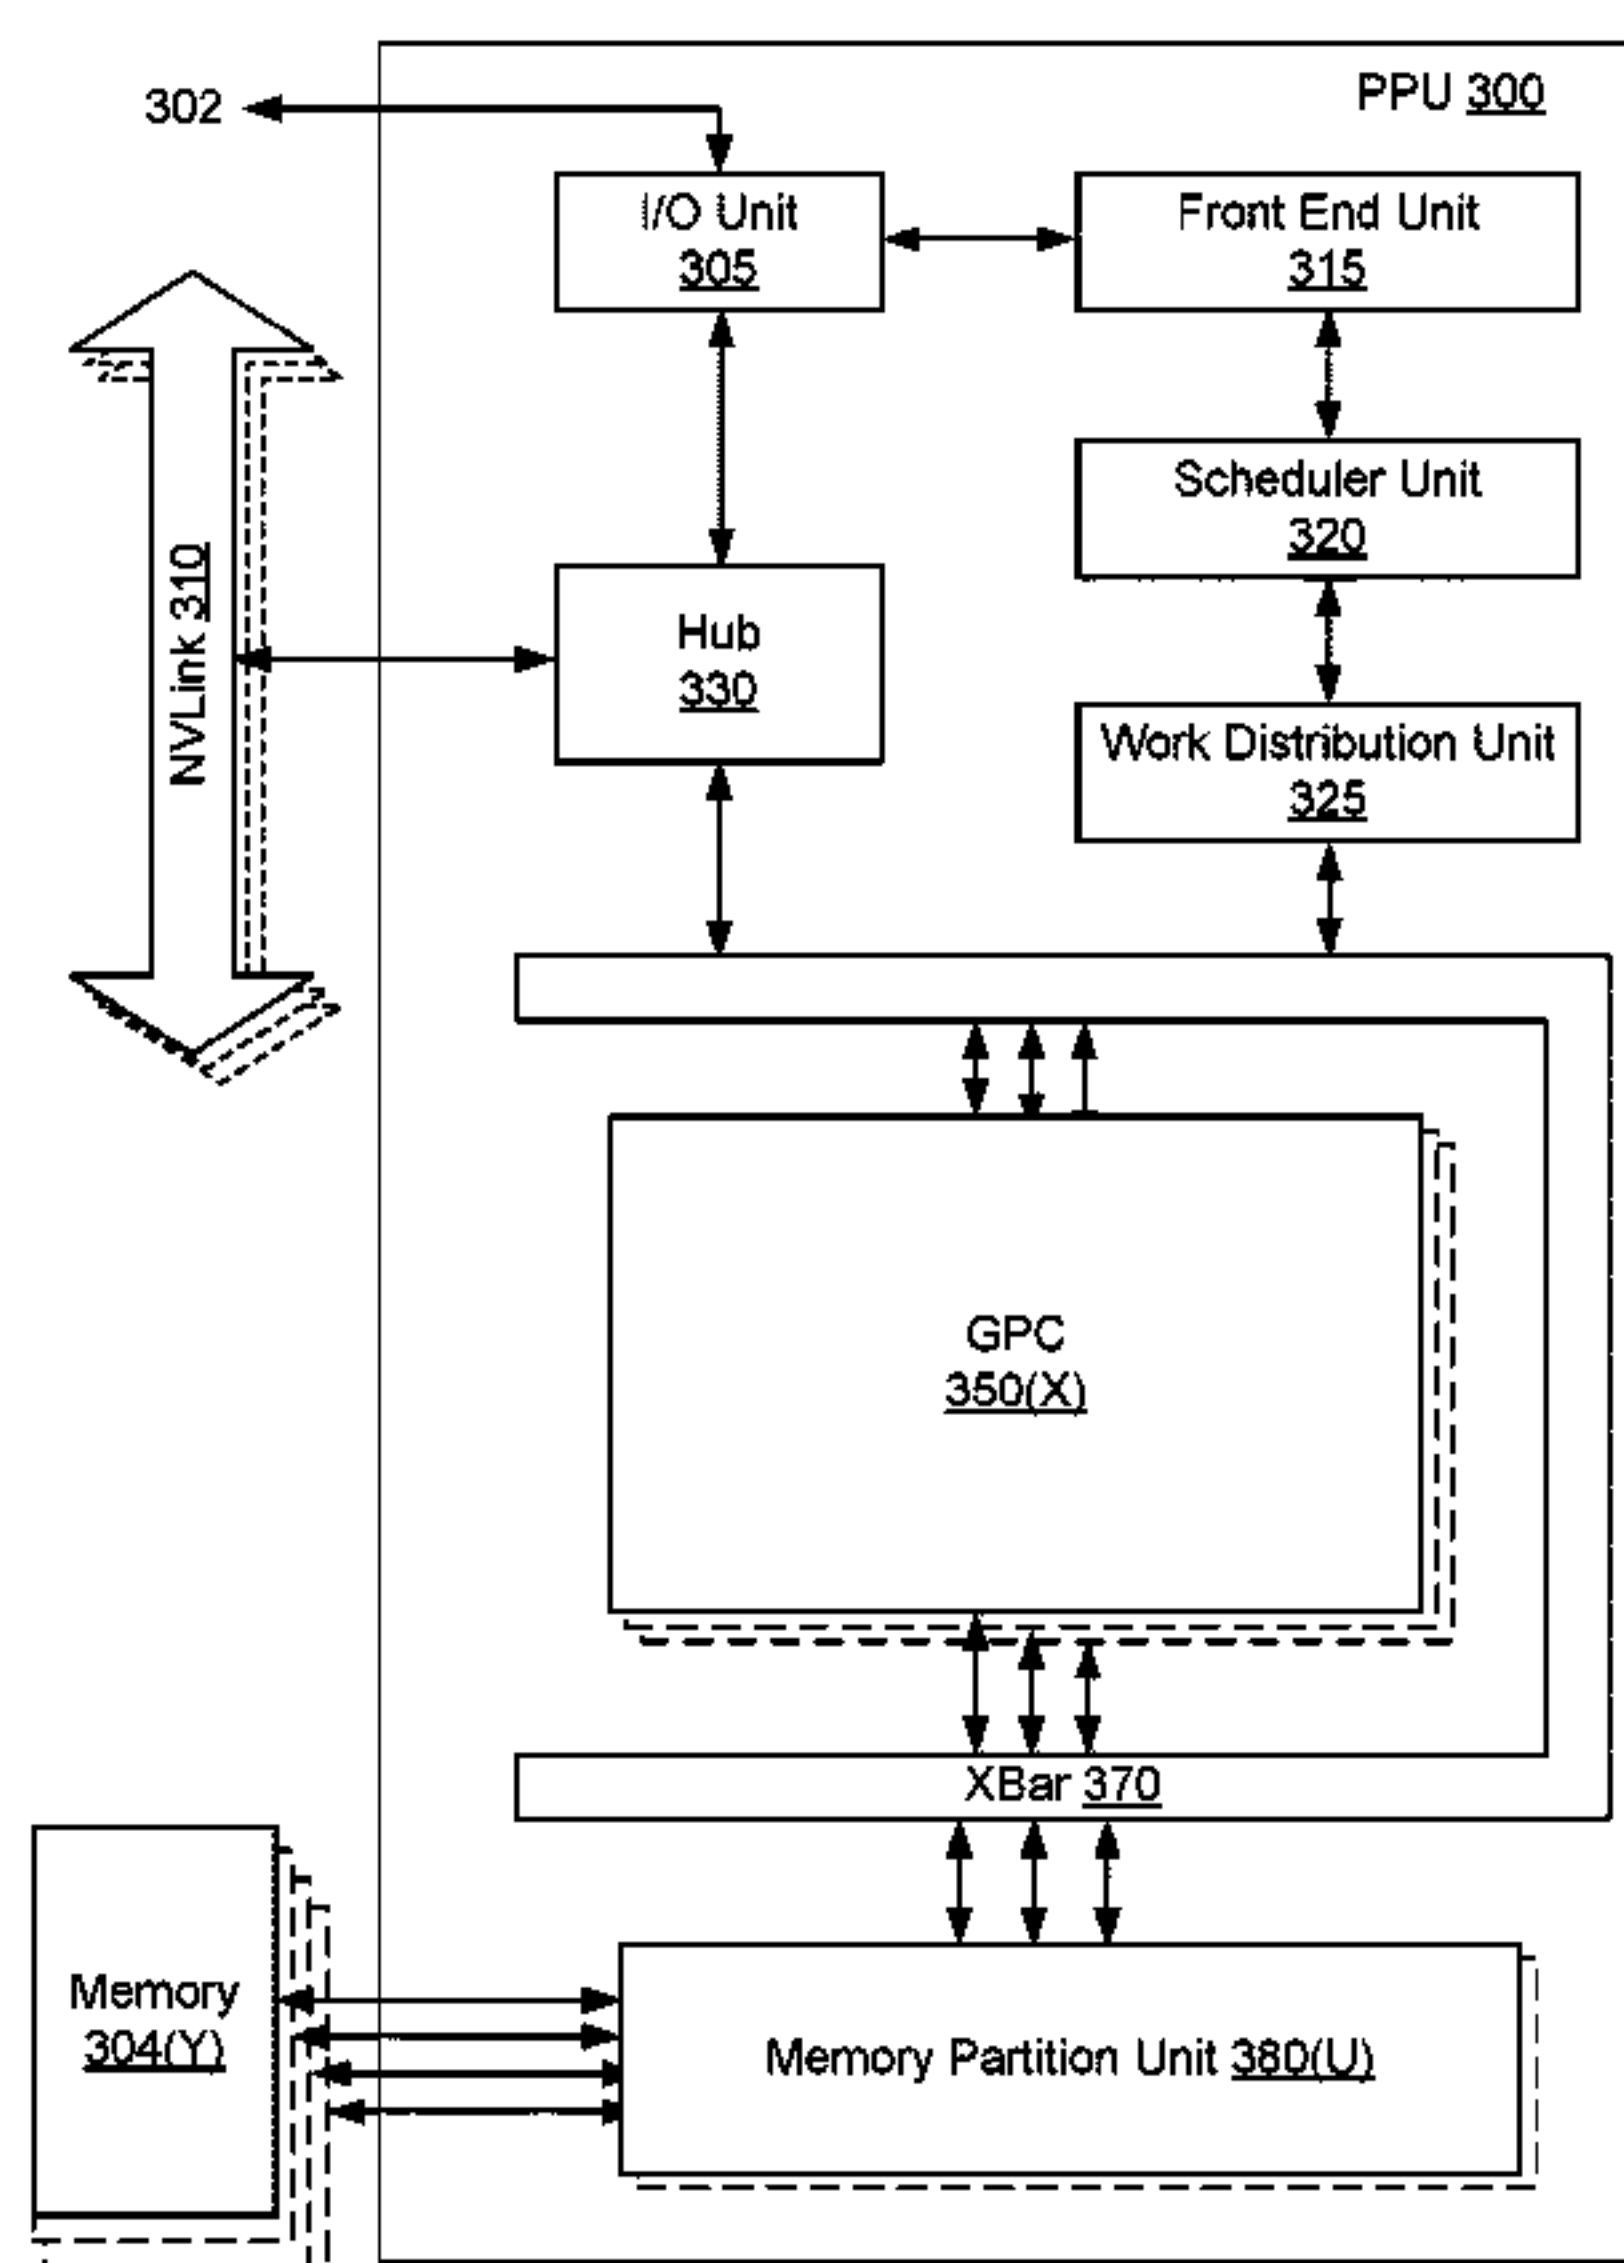 PPU 300
302
I/O Unit
305
Front End Unit
315
Scheduler Unit
320
NVLink 310
Hub
330
Work Distribution Unit
325
GPC
350(X)
XBar 370
Memory
304(Y)
Memory Partition Unit 380(U)